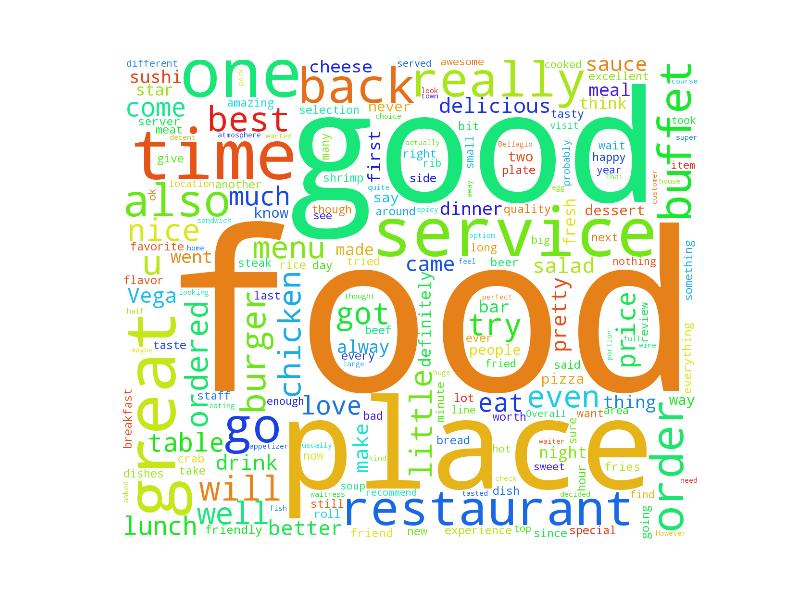 different
cheese
served
awesome
cooked
sauce
course
sushi
one
back
really
park
excellent
buffet
star
amazing
selection
never
delicious
look
town
meal
think
took
come
server
best
time
good
choice
tasty
visit
super
meat
atmosphere
wanted
decent
give
many
first
actually
right
rib
side
bit
small
Bellagio
two
plate
away
egg
probably
wait
happy
year
item
customer
house
that
ok
location
another
shrimp
quite
also
much
know
though
see
say
around
spicy
dinner
quality
fresh
dessert
sandwich
nice
favorite
home
menu
made
service
option
long
big
next
nothing
u
went
steak
rice
day
tried
came
feel
beer
salad
something
flavor
looking
Vega
last
food
thought
got
bar
perfect
try
pretty
price
full
review
wine
half
great
ordered
burger
chicken
beef
definitely
ever
people
said
portion
everything
maybe
taste
alway
every
fried
pizza
way
staff
eating
large
huge
breakfast
enough
love
little
minute
lot
line
eat
even
thing
go
appetizer
bad
place
worth
Overall
want
area
table
usually
make
bread
hot
waiter
night
sure
fries
dishes
crab
take
drink
now
kind
soup
recommend
check
tasted
sweet
dish
decided
hour
find
need
asked
will
waitress
still
roll
order
lunch
well
fish
restaurant
friendly
better
friend
new
experience
top
since
special
going
However